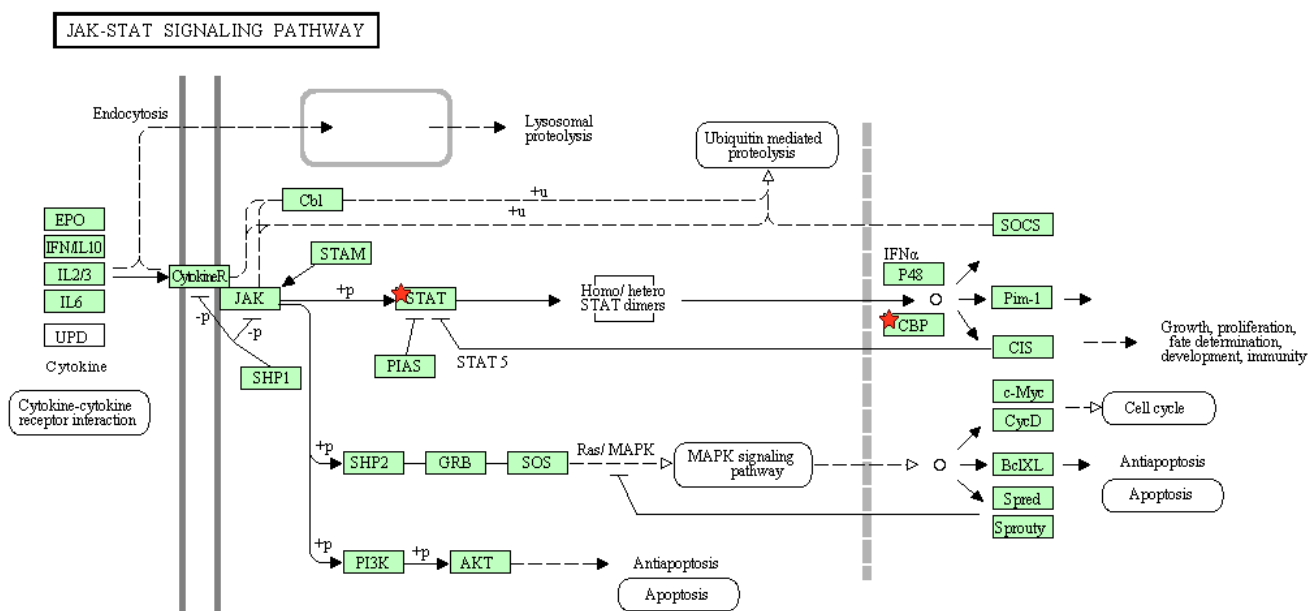 JAK-STAT SIGNALING PATHWAY
Endocytosis
Lysosomal
proteolysis
Ubiquitin mediated
proteolysis
+u
Cbl
+u
EPO
SOCS
IFN/IL10
STAM
IFNα
IL2/3
CytokineR
P48
Homo/ hetero
STAT dimers
+p
IL6
JAK
STAT
Pim-1
-p
-p
CBP
UPD
Growth, proliferation,
fate determination,
development, immunity
CIS
Cytokine
PIAS
STAT 5
SHP1
c-Myc
Cytokine-cytokine
receptor interaction
Cell cycle
CycD
+p
Ras/ MAPK
MAPK signaling
pathway
SHP2
GRB
SOS
BclXL
Antiapoptosis
Spred
Apoptosis
Sprouty
+p
+p
PI3K
AKT
Antiapoptosis
Apoptosis